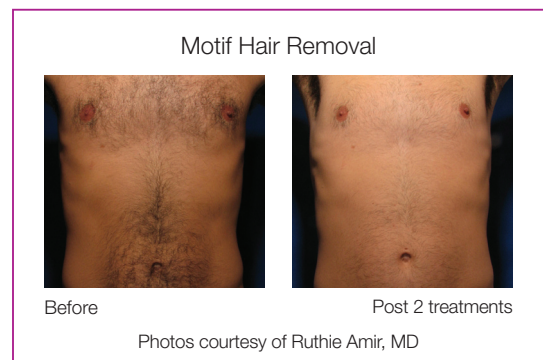 Motif Hair Removal
Before
Post 2 treatments
Photos courtesy of Ruthie Amir, MD